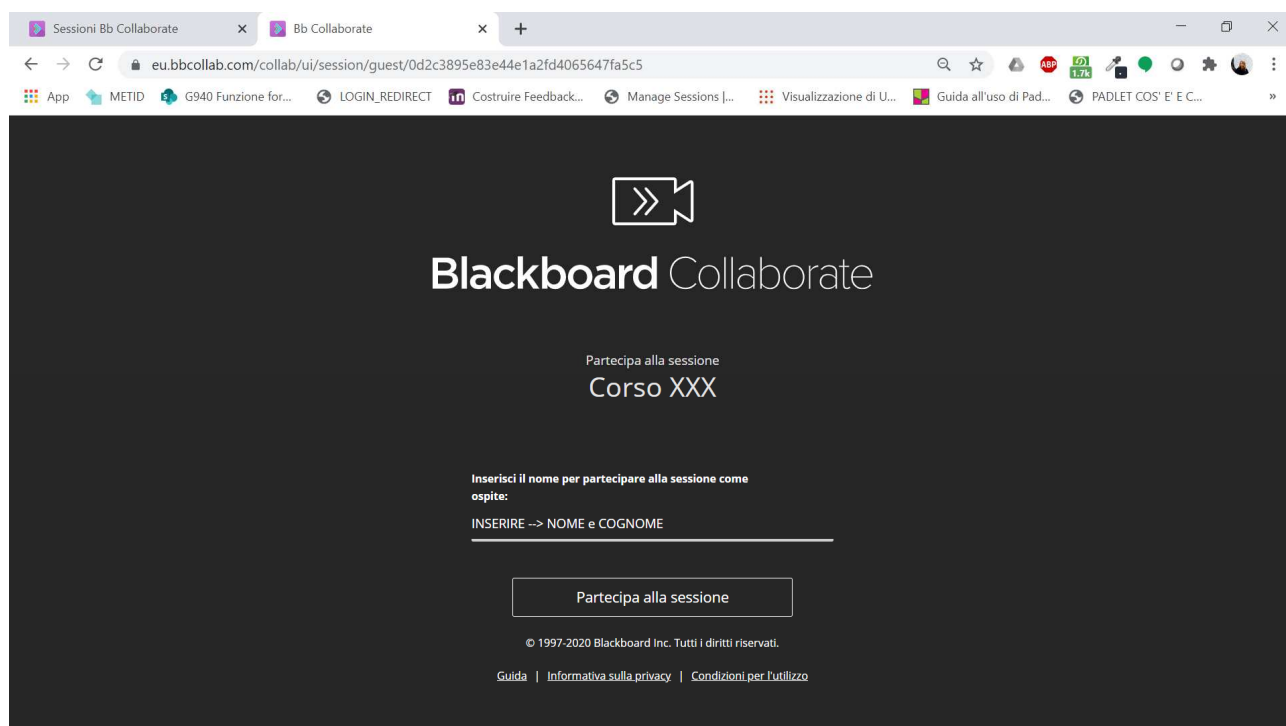 Sessioni Bb Collaborate
Bb Collaborate
eu.bbcollab.com/collab/ui/session/guest/0d2c3895e83e44e1a2fd4065647fa5c5
ABP
1.7k
App METID G940 Funzione for... LOGIN_REDIRECT Costruire Feedback... Manage Sessions |... Visualizzazione di U... Guida all'uso di Pad... PADLET COS' E' E C... »
Blackboard Collaborate
Partecipa alla sessione
Corso XXX
Inserisci il nome per partecipare alla sessione come
ospite:
INSERIRE --> NOME e COGNOME
Partecipa alla sessione
© 1997-2020 Blackboard Inc. Tutti i diritti riservati.
Guida | Informativa sulla privacy | Condizioni per l'utilizzo